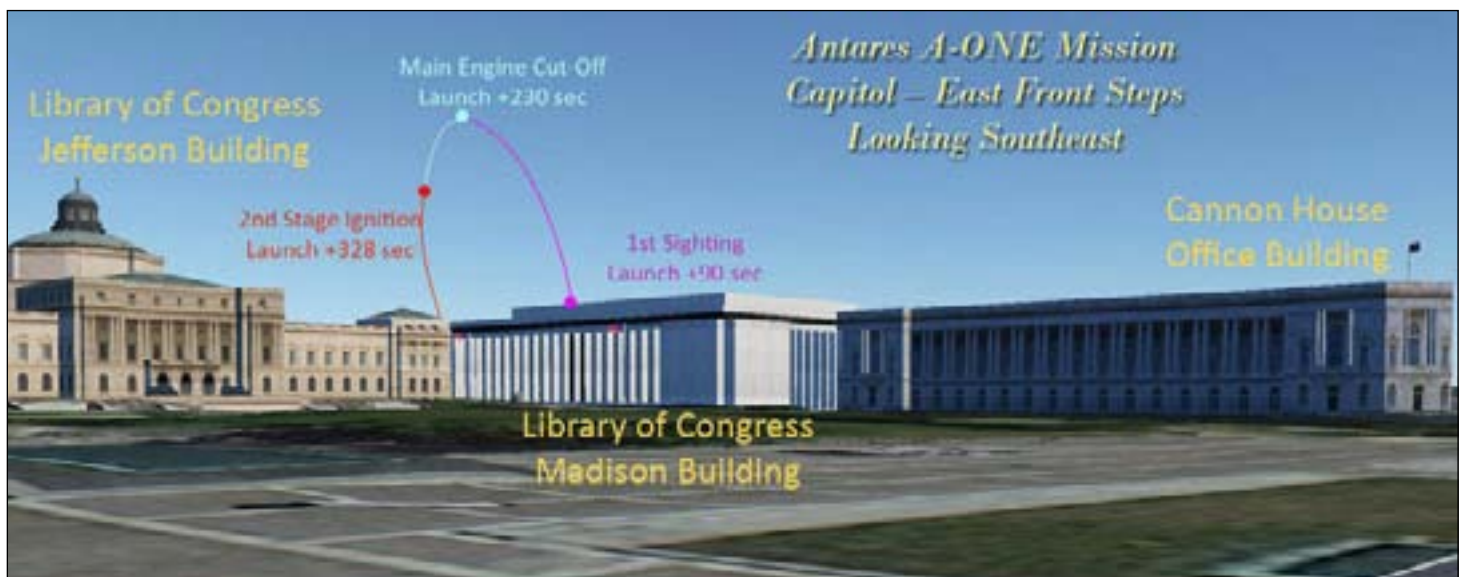 Antares A-ONE Mission
Capitol – East Front Steps
Looking Southeast
Main Engine Cut-Off
Launch +230 sec
Library of Congress
Jefferson Building
2nd Stage Ignition
Launch +328 sec
1st Sighting
Launch +90 sec
Cannon House
Office Building
Library of Congress
Madison Building